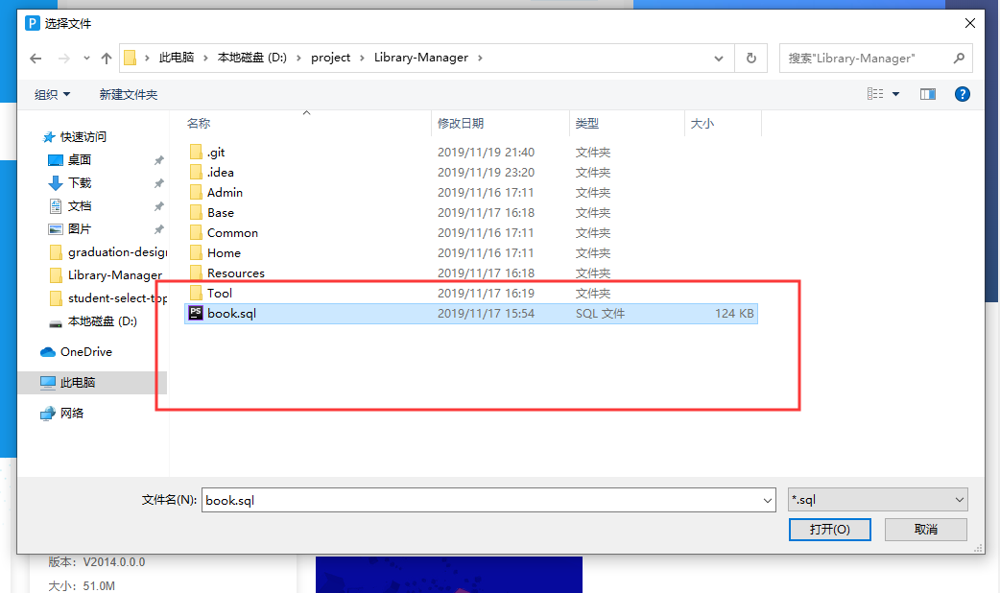 选择文件
此电脑 › 本地磁盘 (D:) › project › Library-Manager ›
搜索"Library-Manager"
组织 新建文件夹
名称 修改日期 类型 大小
快速访问
桌面
下载
文档
图片
graduation-design
Library-Manager
student-select-top
本地磁盘 (D:)
OneDrive
此电脑
网络
.git 2019/11/19 21:40 文件夹
.idea 2019/11/19 23:20 文件夹
Admin 2019/11/16 17:11 文件夹
Base 2019/11/17 16:18 文件夹
Common 2019/11/16 17:11 文件夹
Home 2019/11/16 17:11 文件夹
Resources 2019/11/17 16:18 文件夹
Tool 2019/11/17 16:19 文件夹
PS book.sql 2019/11/17 15:54 SQL 文件 124 KB
文件名(N): book.sql *.sql
打开(O) 取消
版本: V2014.0.0.0
大小: 51.0M